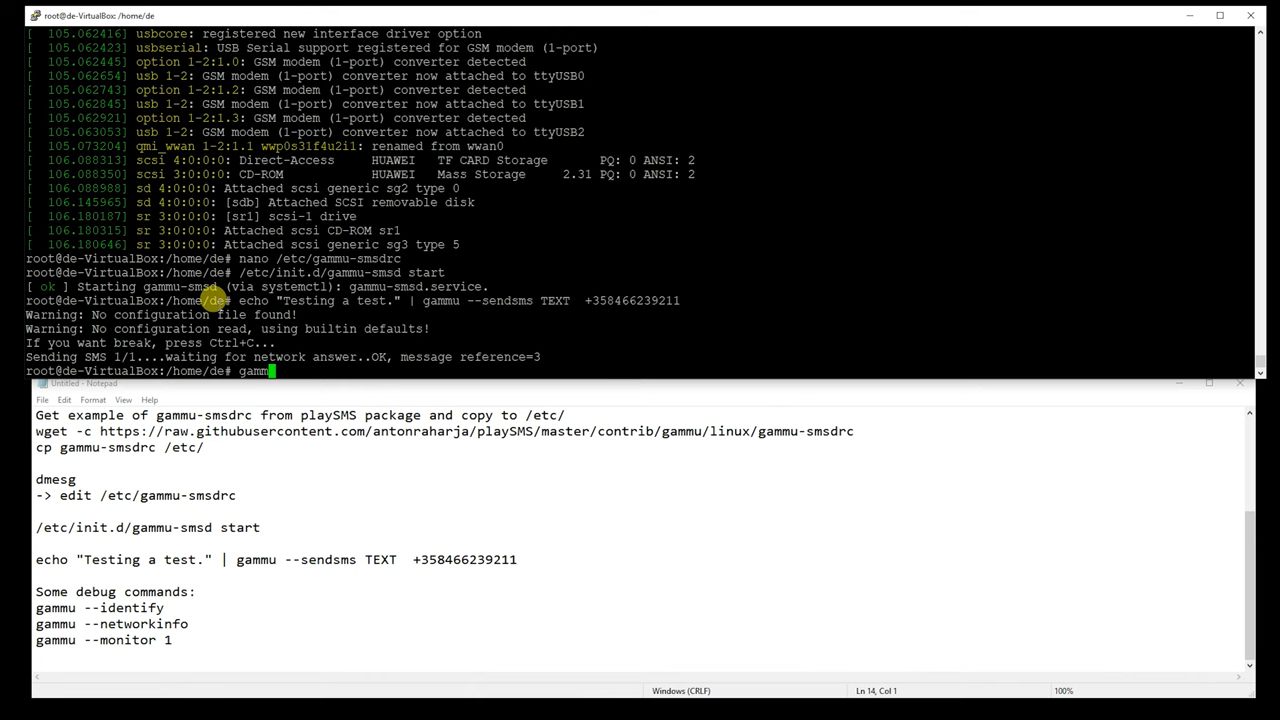 root@de-VirtualBox: /home/de
[  105.062416] usbcore: registered new interface driver option
[  105.062423] usbserial: USB Serial support registered for GSM modem (1-port)
[  105.062445] option 1-2:1.0: GSM modem (1-port) converter detected
[  105.062654] usb 1-2: GSM modem (1-port) converter now attached to ttyUSB0
[  105.062743] option 1-2:1.2: GSM modem (1-port) converter detected
[  105.062845] usb 1-2: GSM modem (1-port) converter now attached to ttyUSB1
[  105.062921] option 1-2:1.3: GSM modem (1-port) converter detected
[  105.063053] usb 1-2: GSM modem (1-port) converter now attached to ttyUSB2
[  105.073204] qmi_wwan 1-2:1.1 wwp0s31f4u2i1: renamed from wwan0
[  106.088313] scsi 4:0:0:0: Direct-Access     HUAWEI   TF CARD Storage       PQ: 0 ANSI: 2
[  106.088350] scsi 3:0:0:0: CD-ROM            HUAWEI   Mass Storage     2.31 PQ: 0 ANSI: 2
[  106.088988] sd 4:0:0:0: Attached scsi generic sg2 type 0
[  106.145965] sd 4:0:0:0: [sdb] Attached SCSI removable disk
[  106.180187] sr 3:0:0:0: [sr1] scsi-1 drive
[  106.180315] sr 3:0:0:0: Attached scsi CD-ROM sr1
[  106.180646] sr 3:0:0:0: Attached scsi generic sg3 type 5
root@de-VirtualBox:/home/de# nano /etc/gammu-smsdrc
root@de-VirtualBox:/home/de# /etc/init.d/gammu-smsd start
[ ok ] Starting gammu-smsd (via systemctl): gammu-smsd.service.
root@de-VirtualBox:/home/de# echo "Testing a test." | gammu --sendsms TEXT  +358466239211
Warning: No configuration file found!
Warning: No configuration read, using builtin defaults!
If you want break, press Ctrl+C...
Sending SMS 1/1....waiting for network answer..OK, message reference=3
root@de-VirtualBox:/home/de# gamm
Untitled - Notepad
File Edit Format View Help
Get example of gammu-smsdrc from playSMS package and copy to /etc/
wget -c https://raw.githubusercontent.com/antonraharja/playSMS/master/contrib/gammu/linux/gammu-smsdrc
cp gammu-smsdrc /etc/
dmesg
-> edit /etc/gammu-smsdrc
/etc/init.d/gammu-smsd start
echo "Testing a test." | gammu --sendsms TEXT  +358466239211
Some debug commands:
gammu --identify
gammu --networkinfo
gammu --monitor 1
Windows (CRLF) Ln 14, Col 1 100%